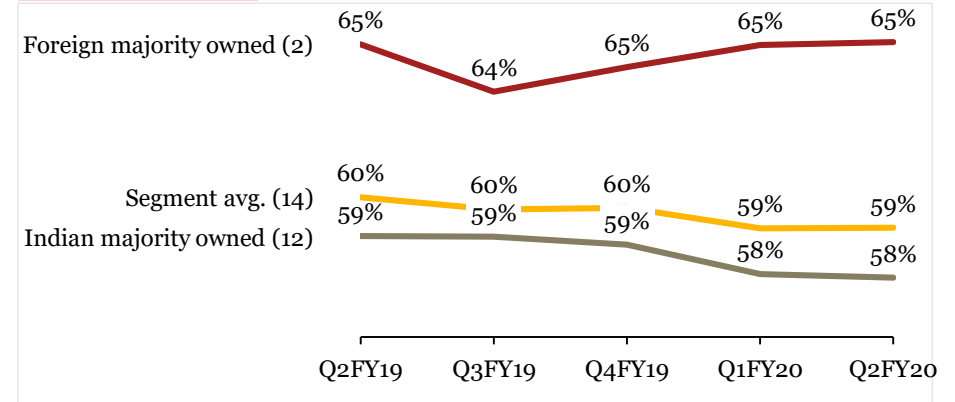 65% 64% 65% 65% 65%
Foreign majority owned (2)
60% 60% 60% 59% 59%
Segment avg. (14)
59% 59% 59% 58% 58%
Indian majority owned (12)
Q2FY19 Q3FY19 Q4FY19 Q1FY20 Q2FY20